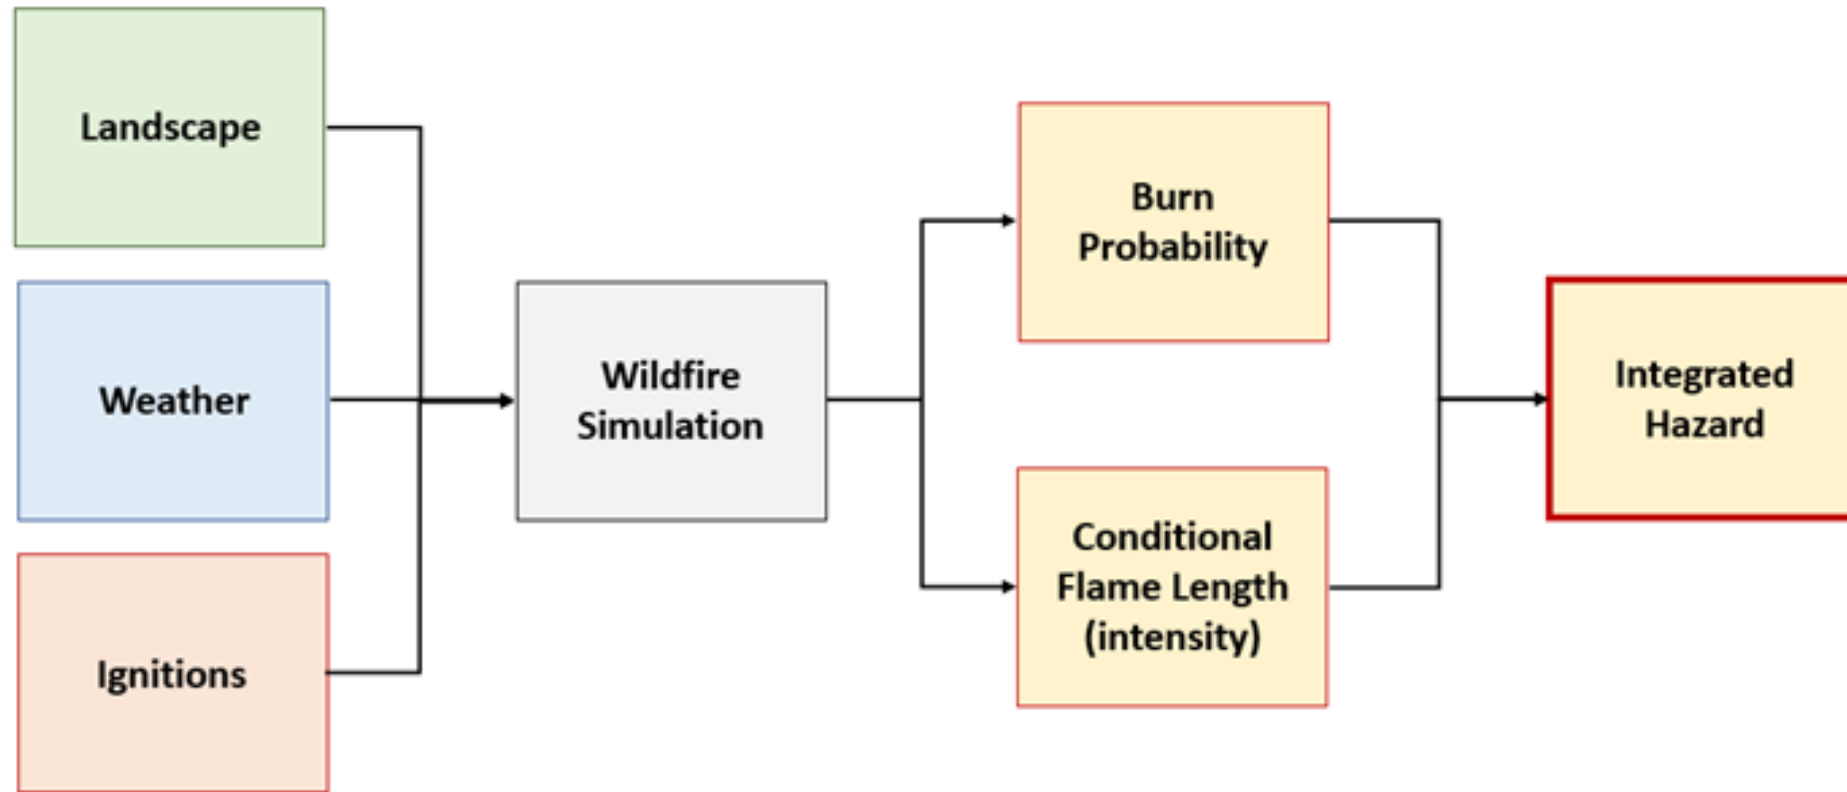 Landscape
Weather
Ignitions
Wildfire
Simulation
Burn
Probability
Conditional
Flame Length
(intensity)
Integrated
Hazard